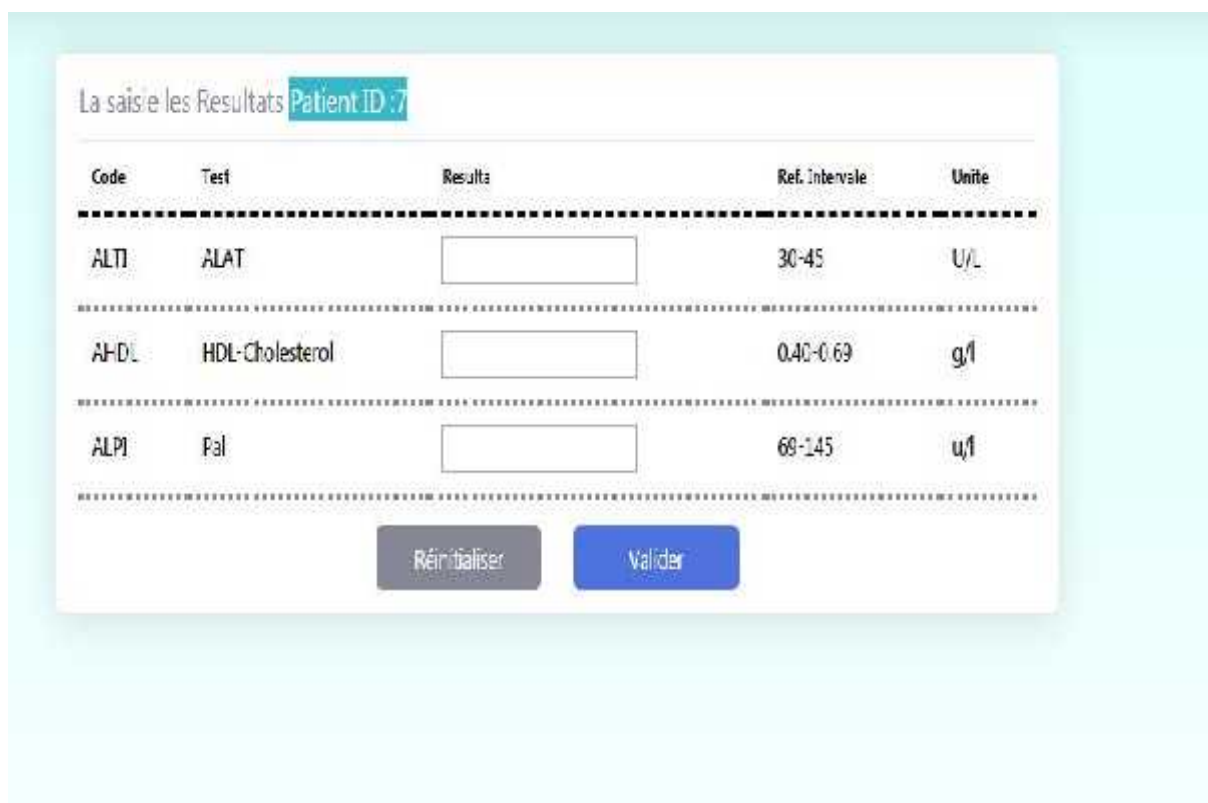 La saisie les Resultats Patient ID :7
Code Test Resulta Ref. Intervale Unite
ALTI ALAT 30-45 U/L
AHDL HDL-Cholesterol 0.40-0.69 g/l
ALPI Pal 69-145 u/l
Réinitialiser Valider